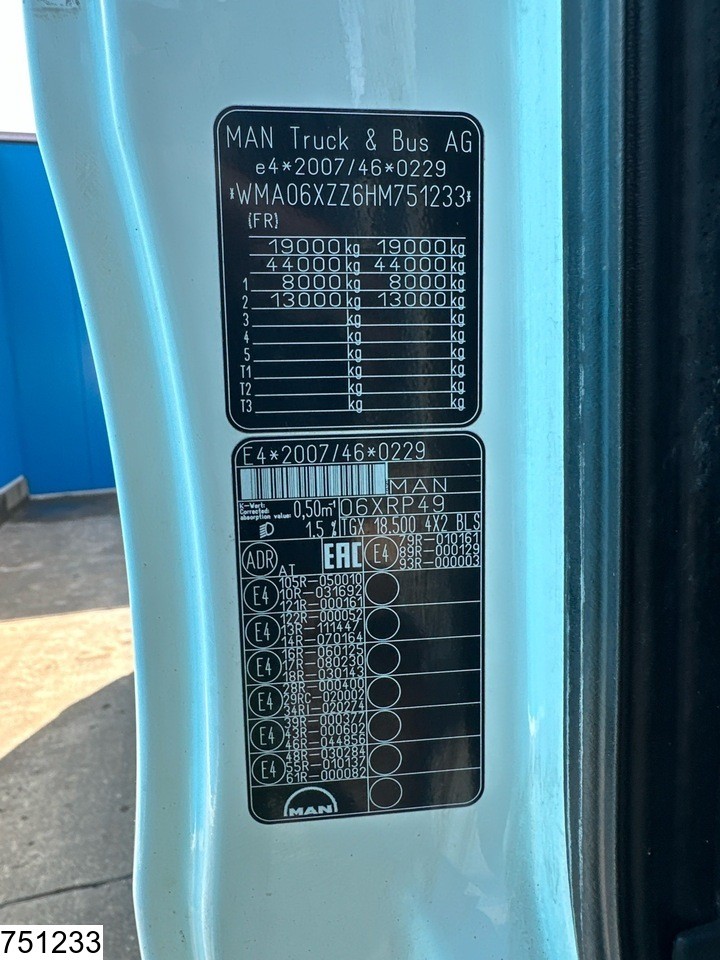 MAN Truck & Bus AG
e4*2007/46*0229
*WMA06XZZ6HM751233*
(FR)
19000 kg 19000 kg
44000 kg 44000 kg
1 8000 kg 8000 kg
2 13000 kg 13000 kg
3 kg kg
4 kg kg
5 kg kg
T1 kg kg
T2 kg kg
T3 kg kg
E4*2007/46*0229
MAN
K-Wert: Corrected absorption value: 0,50m⁻¹ 06XRP49
1.5 % TGX 18.500 4X2 BLS
ADR AT EAC E4 79R-010161
89R-000129
93R-000003
E4 105R-050010
10R-031692
121R-000161
E4 122R-000052
13R-111447
14R-070164
E4 060125
17R-080230
18R-030143
E4 28R-000400
020002
020274
E4 39R-000377
43R-000602
46R-044856
E4 48R-030284
55R-010137
61R-000082
MAN
751233